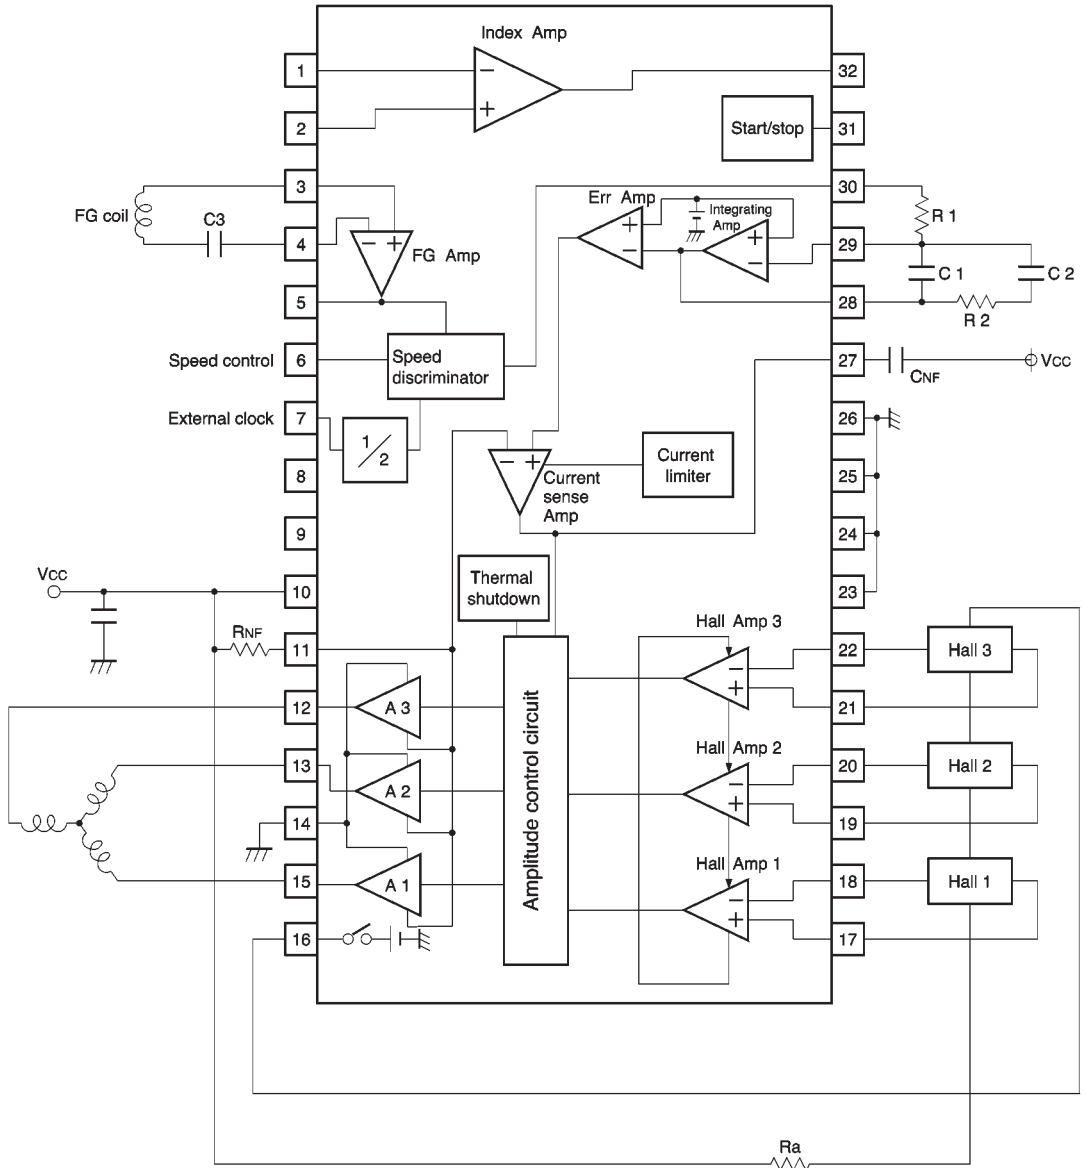 Index Amp
1
−
32
2
+
Start/stop
31
3
30
Err Amp
Integrating
Amp
FG coil
C3
R 1
4
− +
+
−
+
−
29
FG Amp
C 1
C 2
5
28
R 2
Speed control
6
Speed
discriminator
27
CNF
VCC
External clock
7
1/2
26
− +
Current
limiter
8
Current
sense
Amp
25
9
24
VCC
Thermal
shutdown
10
23
Hall Amp 3
RNF
11
−
+
22
Hall 3
12
A 3
21
Amplitude control circuit
Hall Amp 2
13
A 2
−
+
20
Hall 2
14
19
Hall Amp 1
15
A 1
−
+
18
Hall 1
16
17
Ra